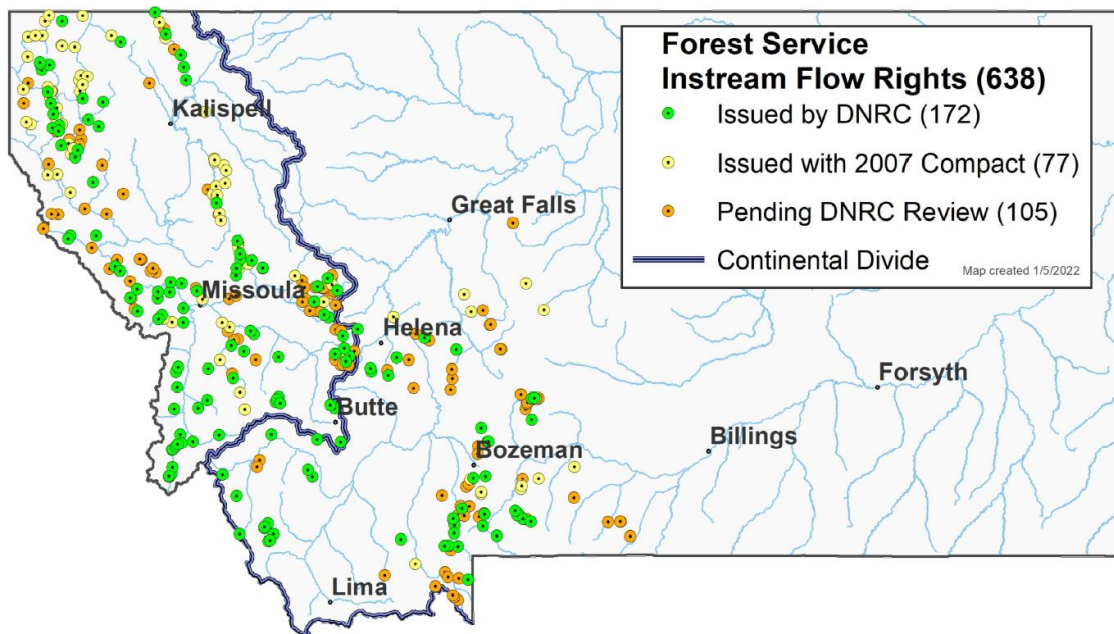 Forest Service
Instream Flow Rights (638)
Issued by DNRC (172)
Issued with 2007 Compact (77)
Pending DNRC Review (105)
Continental Divide
Map created 1/5/2022
Kalispell
Great Falls
Missoula
Helena
Forsyth
Butte
Billings
Bozeman
Lima